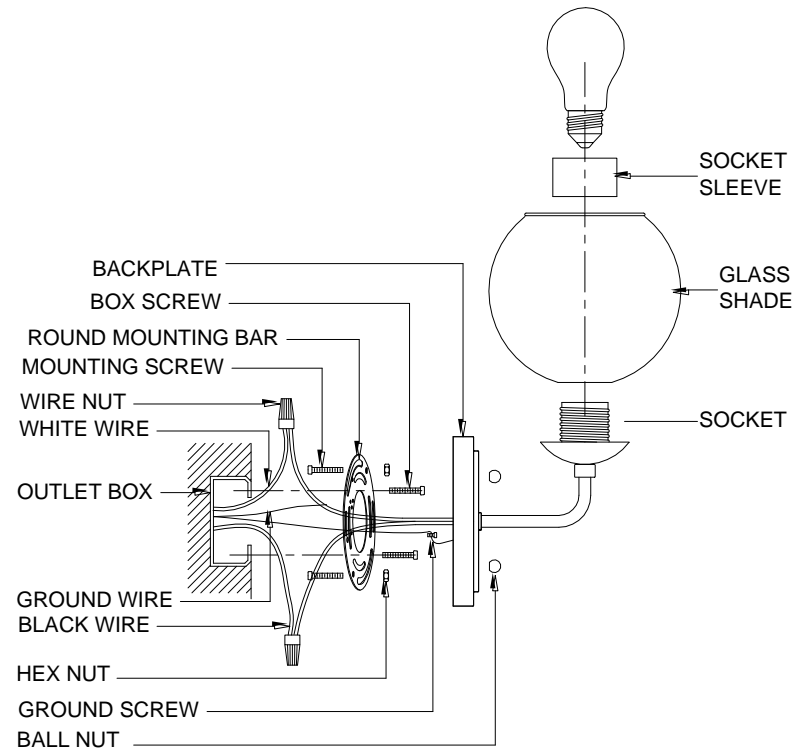 SOCKET
SLEEVE
GLASS
SHADE
BACKPLATE
BOX SCREW
ROUND MOUNTING BAR
MOUNTING SCREW
WIRE NUT
WHITE WIRE
SOCKET
OUTLET BOX
GROUND WIRE
BLACK WIRE
HEX NUT
GROUND SCREW
BALL NUT